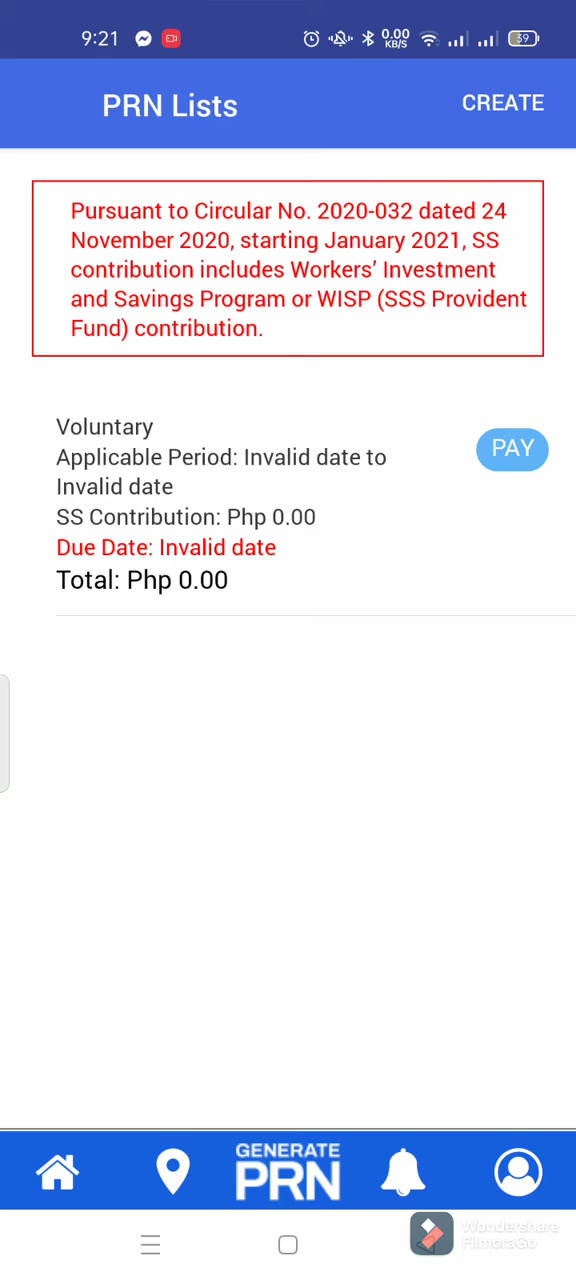 9:21
0.00
KB/S
39
PRN Lists
CREATE
Pursuant to Circular No. 2020-032 dated 24
November 2020, starting January 2021, SS
contribution includes Workers’ Investment
and Savings Program or WISP (SSS Provident
Fund) contribution.
Voluntary
Applicable Period: Invalid date to
Invalid date
SS Contribution: Php 0.00
Due Date: Invalid date
Total: Php 0.00
PAY
GENERATE
PRN
Wondershare
FilmoraGo